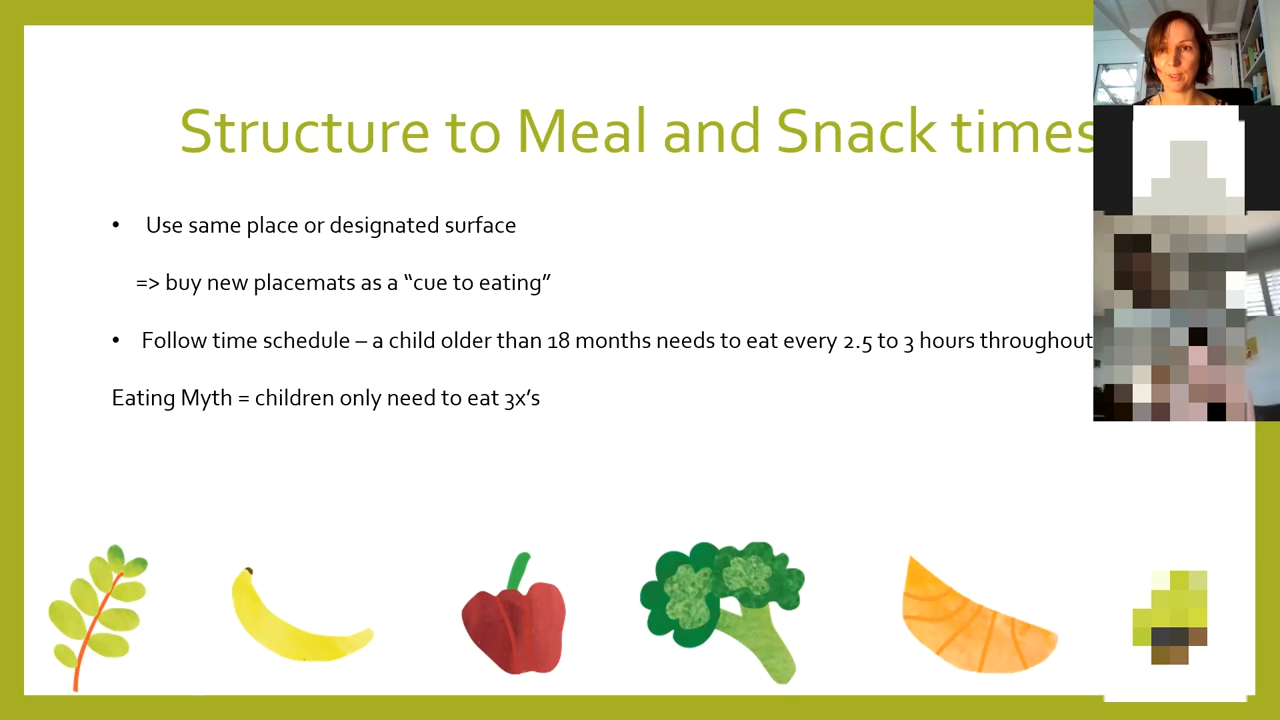 Structure to Meal and Snack times
• Use same place or designated surface
=> buy new placemats as a “cue to eating”
• Follow time schedule – a child older than 18 months needs to eat every 2.5 to 3 hours throughout
Eating Myth = children only need to eat 3x’s